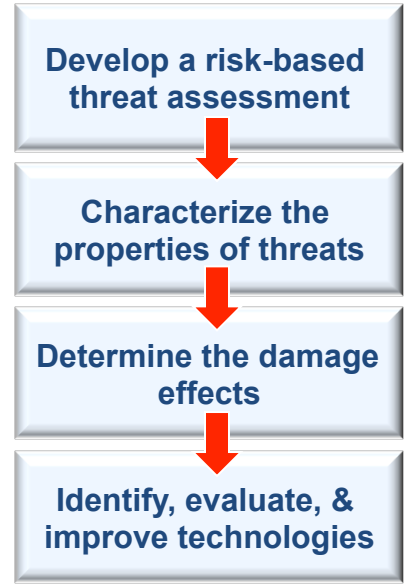 Develop a risk-based
threat assessment
Characterize the
properties of threats
Determine the damage
effects
Identify, evaluate, &
improve technologies